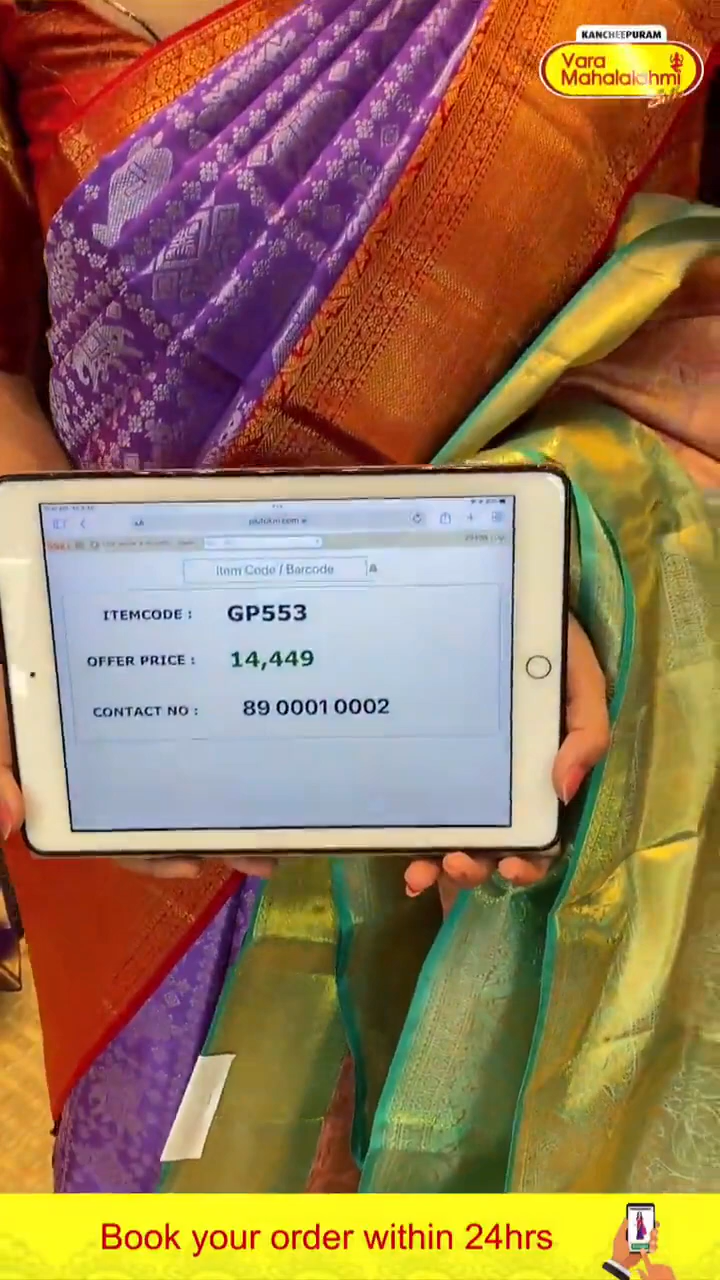 KANCHEEPURAM
Vara
Mahalakshmi
Silks
Item Code / Barcode
ITEMCODE : GP553
OFFER PRICE : 14,449
CONTACT NO : 89 0001 0002
Book your order within 24hrs